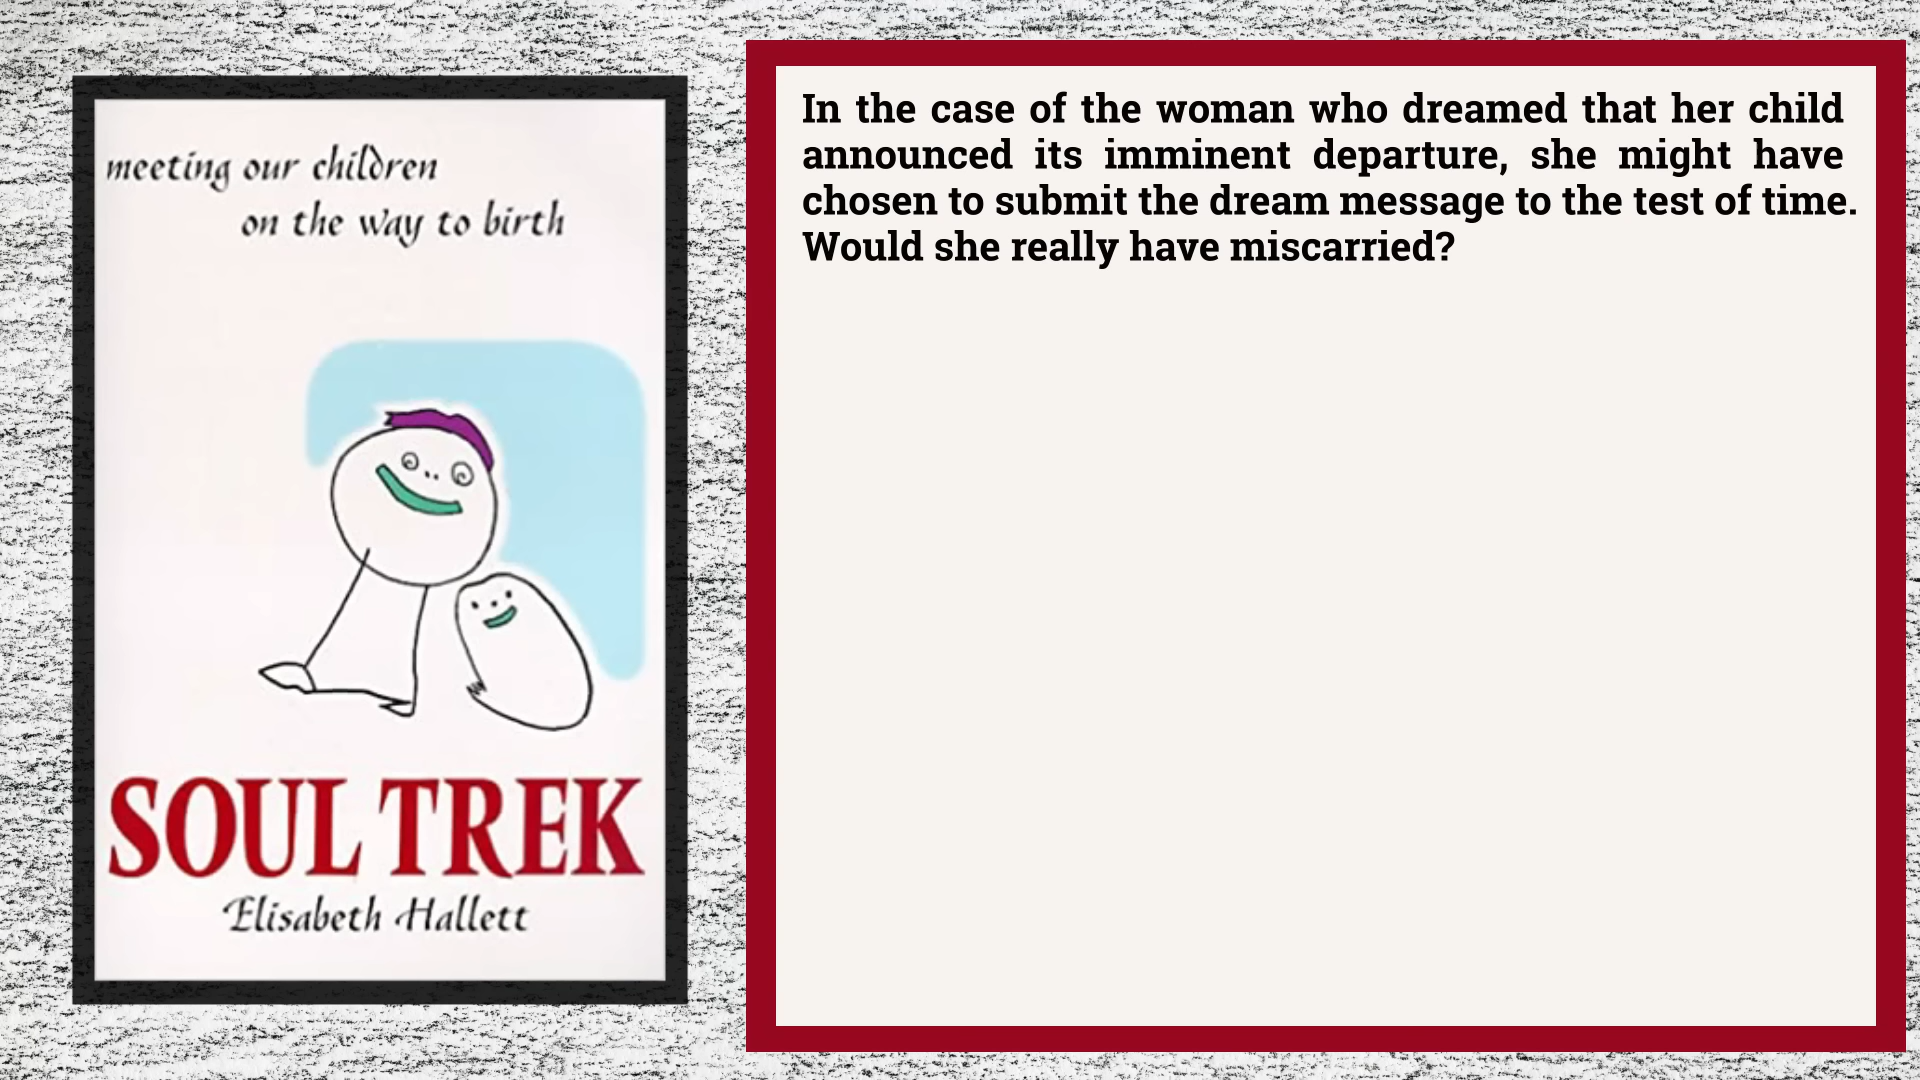 meeting our children
on the way to birth
SOUL TREK
Elisabeth Hallett
In the case of the woman who dreamed that her child
announced its imminent departure, she might have
chosen to submit the dream message to the test of time.
Would she really have miscarried?